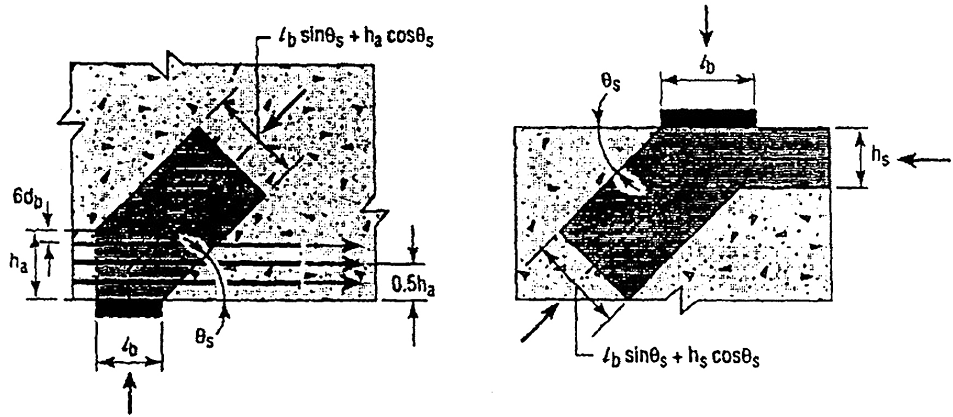 ℓb sinθs + ha cosθs
6db
ha
0.5ha
θs
ℓb
ℓb
θs
hs
ℓb sinθs + hs cosθs